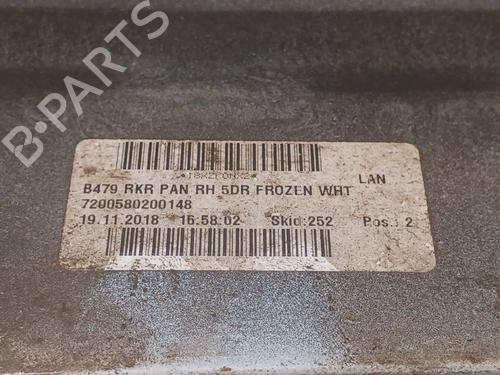 B-PARTS
B479 RKR PAN RH 5DR FROZEN WHT LAN
7200580200148
19.11.2018 16:58:02 Skid:252 Pos.: 2